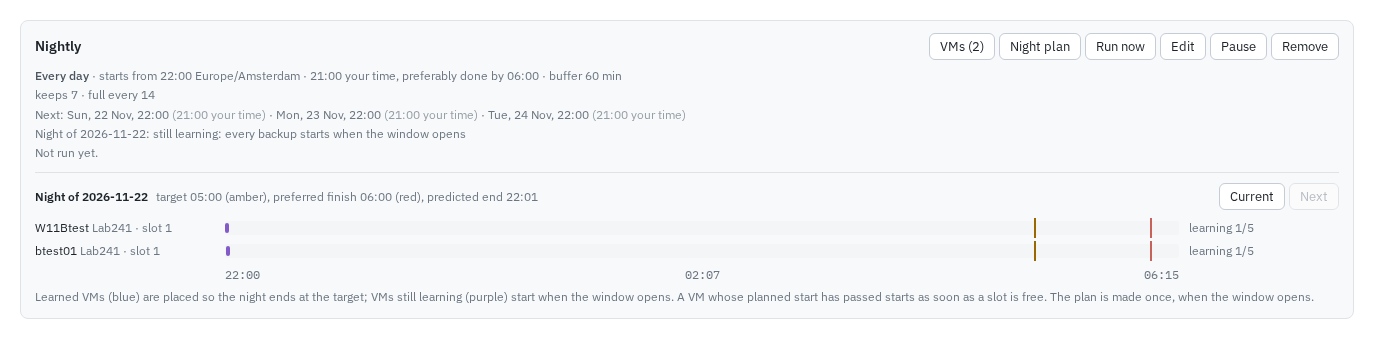 Nightly VMs (2) Night plan Run now Edit Pause Remove
Every day · starts from 22:00 Europe/Amsterdam · 21:00 your time, preferably done by 06:00 · buffer 60 min
keeps 7 · full every 14
Next: Sun, 22 Nov, 22:00 (21:00 your time) · Mon, 23 Nov, 22:00 (21:00 your time) · Tue, 24 Nov, 22:00 (21:00 your time)
Night of 2026-11-22: still learning: every backup starts when the window opens
Not run yet.
Night of 2026-11-22 target 05:00 (amber), preferred finish 06:00 (red), predicted end 22:01 Current Next
W11Btest Lab241 · slot 1 learning 1/5
btest01 Lab241 · slot 1 learning 1/5
22:00 02:07 06:15
Learned VMs (blue) are placed so the night ends at the target; VMs still learning (purple) start when the window opens. A VM whose planned start has passed starts as soon as a slot is free. The plan is made once, when the window opens.